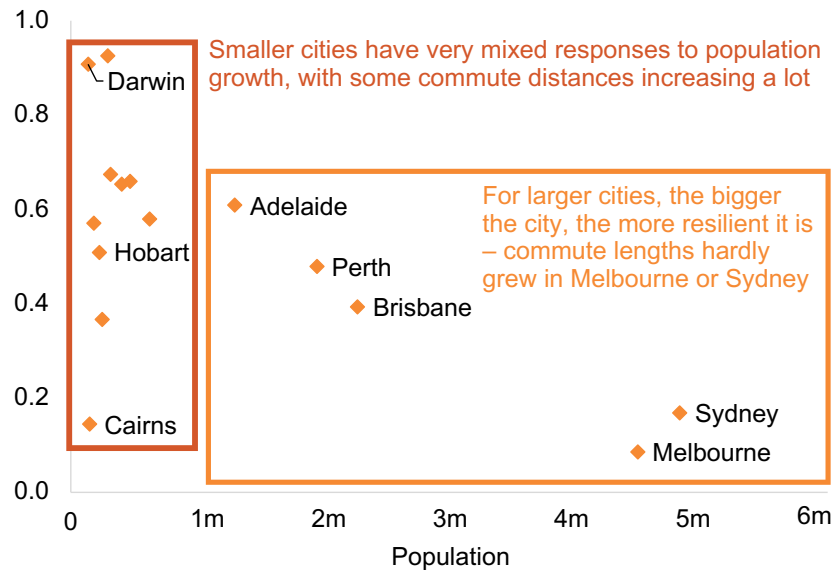 1.0
Smaller cities have very mixed responses to population
growth, with some commute distances increasing a lot
Darwin
0.8
For larger cities, the bigger
the city, the more resilient it is
– commute lengths hardly
grew in Melbourne or Sydney
0.6
Adelaide
Hobart
Perth
Brisbane
0.4
0.2
Sydney
Cairns
Melbourne
0.0
0 1m 2m 3m 4m 5m 6m
Population